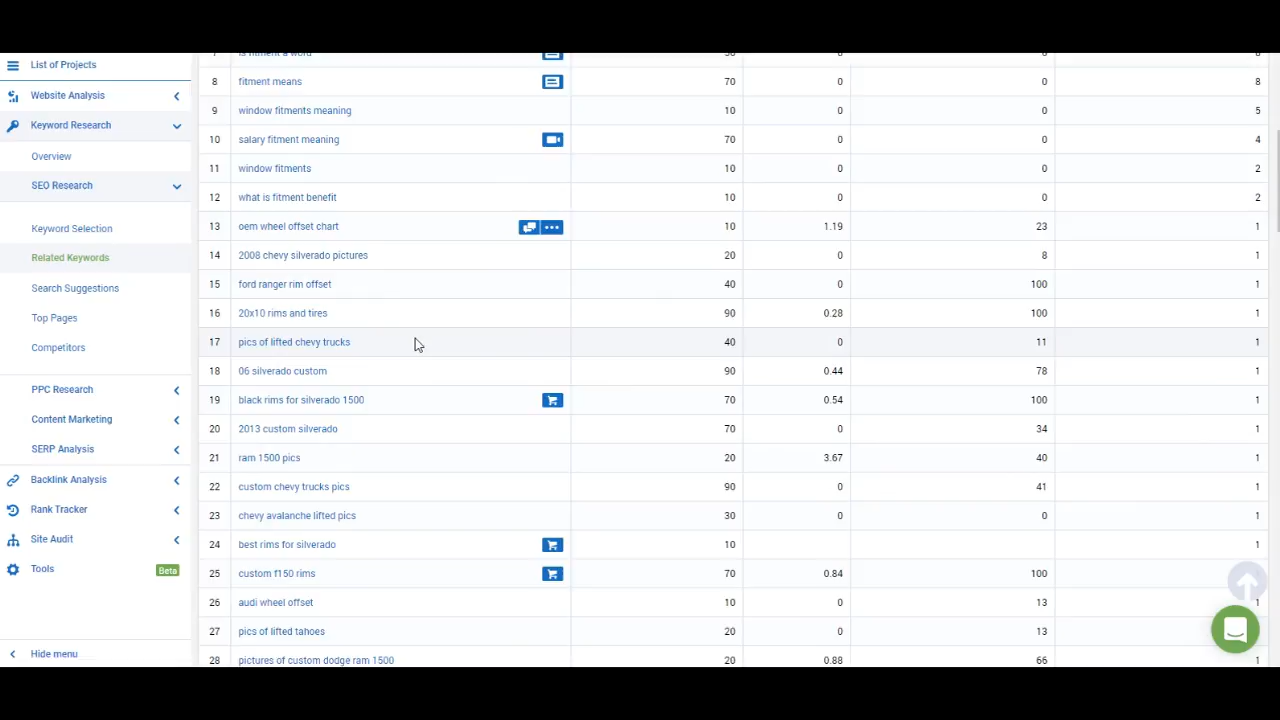 List of Projects
Website Analysis
Keyword Research
Overview
SEO Research
Keyword Selection
Related Keywords
Search Suggestions
Top Pages
Competitors
PPC Research
Content Marketing
SERP Analysis
Backlink Analysis
Rank Tracker
Site Audit
Tools Beta
Hide menu
8 fitment means 70 0 0 8
9 window fitments meaning 10 0 0 5
10 salary fitment meaning 70 0 0 4
11 window fitments 10 0 0 2
12 what is fitment benefit 10 0 0 2
13 oem wheel offset chart 10 1.19 23 1
14 2008 chevy silverado pictures 20 0 8 1
15 ford ranger rim offset 40 0 100 1
16 20x10 rims and tires 90 0.28 100 1
17 pics of lifted chevy trucks 40 0 11 1
18 06 silverado custom 90 0.44 78 1
19 black rims for silverado 1500 70 0.54 100 1
20 2013 custom silverado 70 0 34 1
21 ram 1500 pics 20 3.67 40 1
22 custom chevy trucks pics 90 0 41 1
23 chevy avalanche lifted pics 30 0 0 1
24 best rims for silverado 10 1
25 custom f150 rims 70 0.84 100
26 audi wheel offset 10 0 13 1
27 pics of lifted tahoes 20 0 13 1
28 pictures of custom dodge ram 1500 20 0.88 66 1